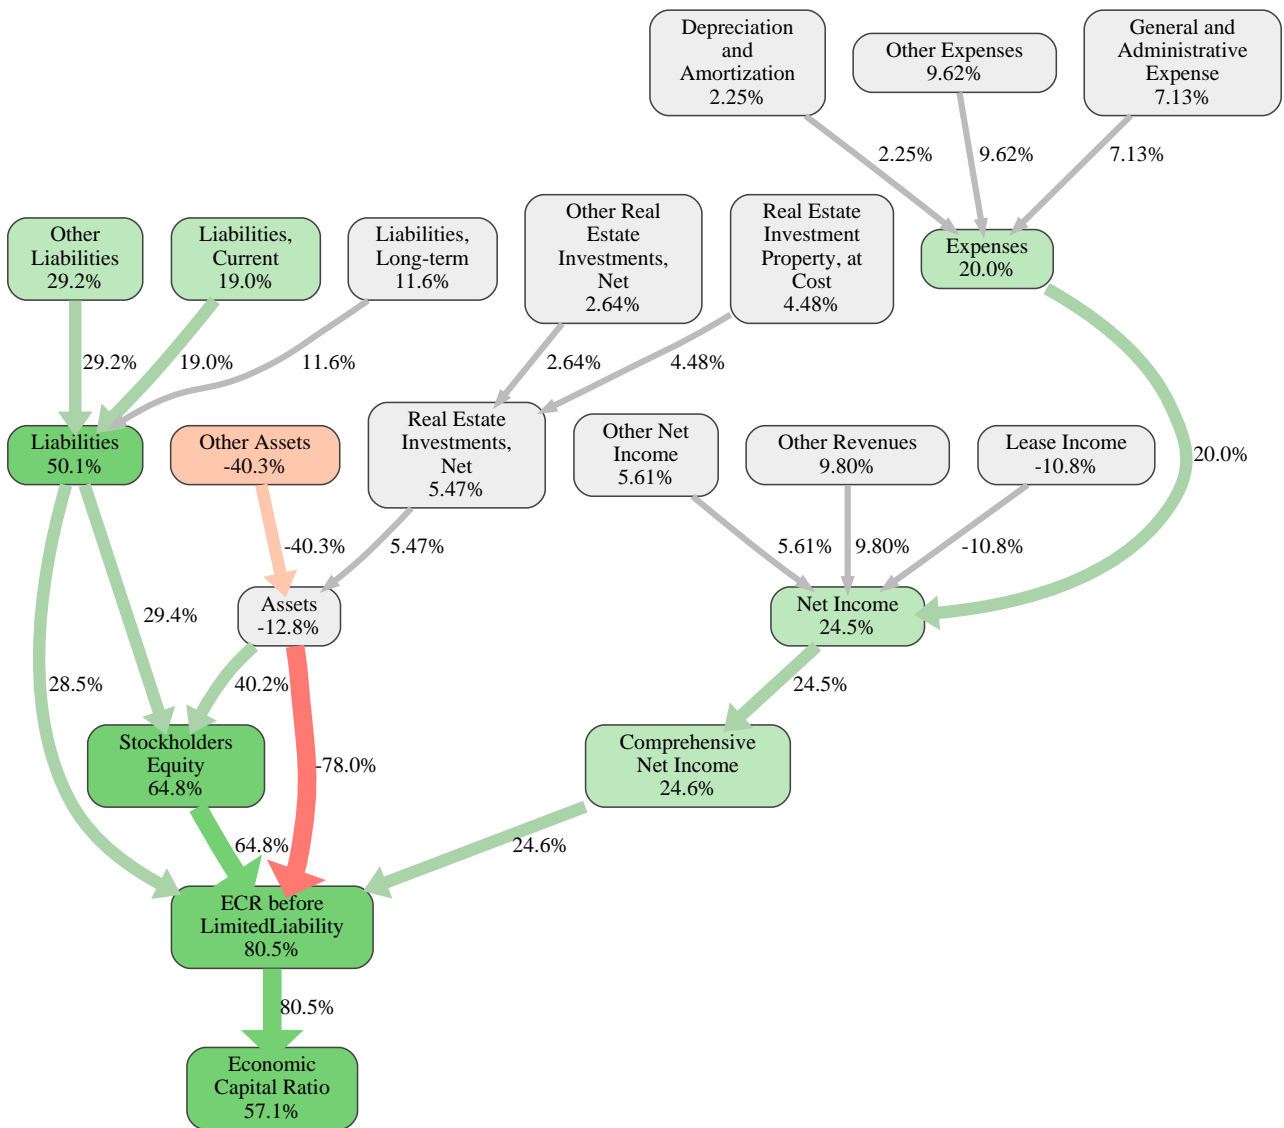 Depreciation
and
Amortization
2.25%
Other Expenses
9.62%
General and
Administrative
Expense
7.13%
2.25%
9.62%
7.13%
Other
Liabilities
29.2%
Liabilities,
Current
19.0%
Liabilities,
Long-term
11.6%
Other Real
Estate
Investments,
Net
2.64%
Real Estate
Investment
Property, at
Cost
4.48%
Expenses
20.0%
29.2%
19.0%
11.6%
2.64%
4.48%
20.0%
Liabilities
50.1%
Other Assets
-40.3%
Real Estate
Investments,
Net
5.47%
Other Net
Income
5.61%
Other Revenues
9.80%
Lease Income
-10.8%
-40.3%
5.47%
5.61%
9.80%
-10.8%
Assets
-12.8%
Net Income
24.5%
29.4%
28.5%
40.2%
-78.0%
24.5%
Stockholders
Equity
64.8%
Comprehensive
Net Income
24.6%
64.8%
24.6%
ECR before
LimitedLiability
80.5%
80.5%
Economic
Capital Ratio
57.1%